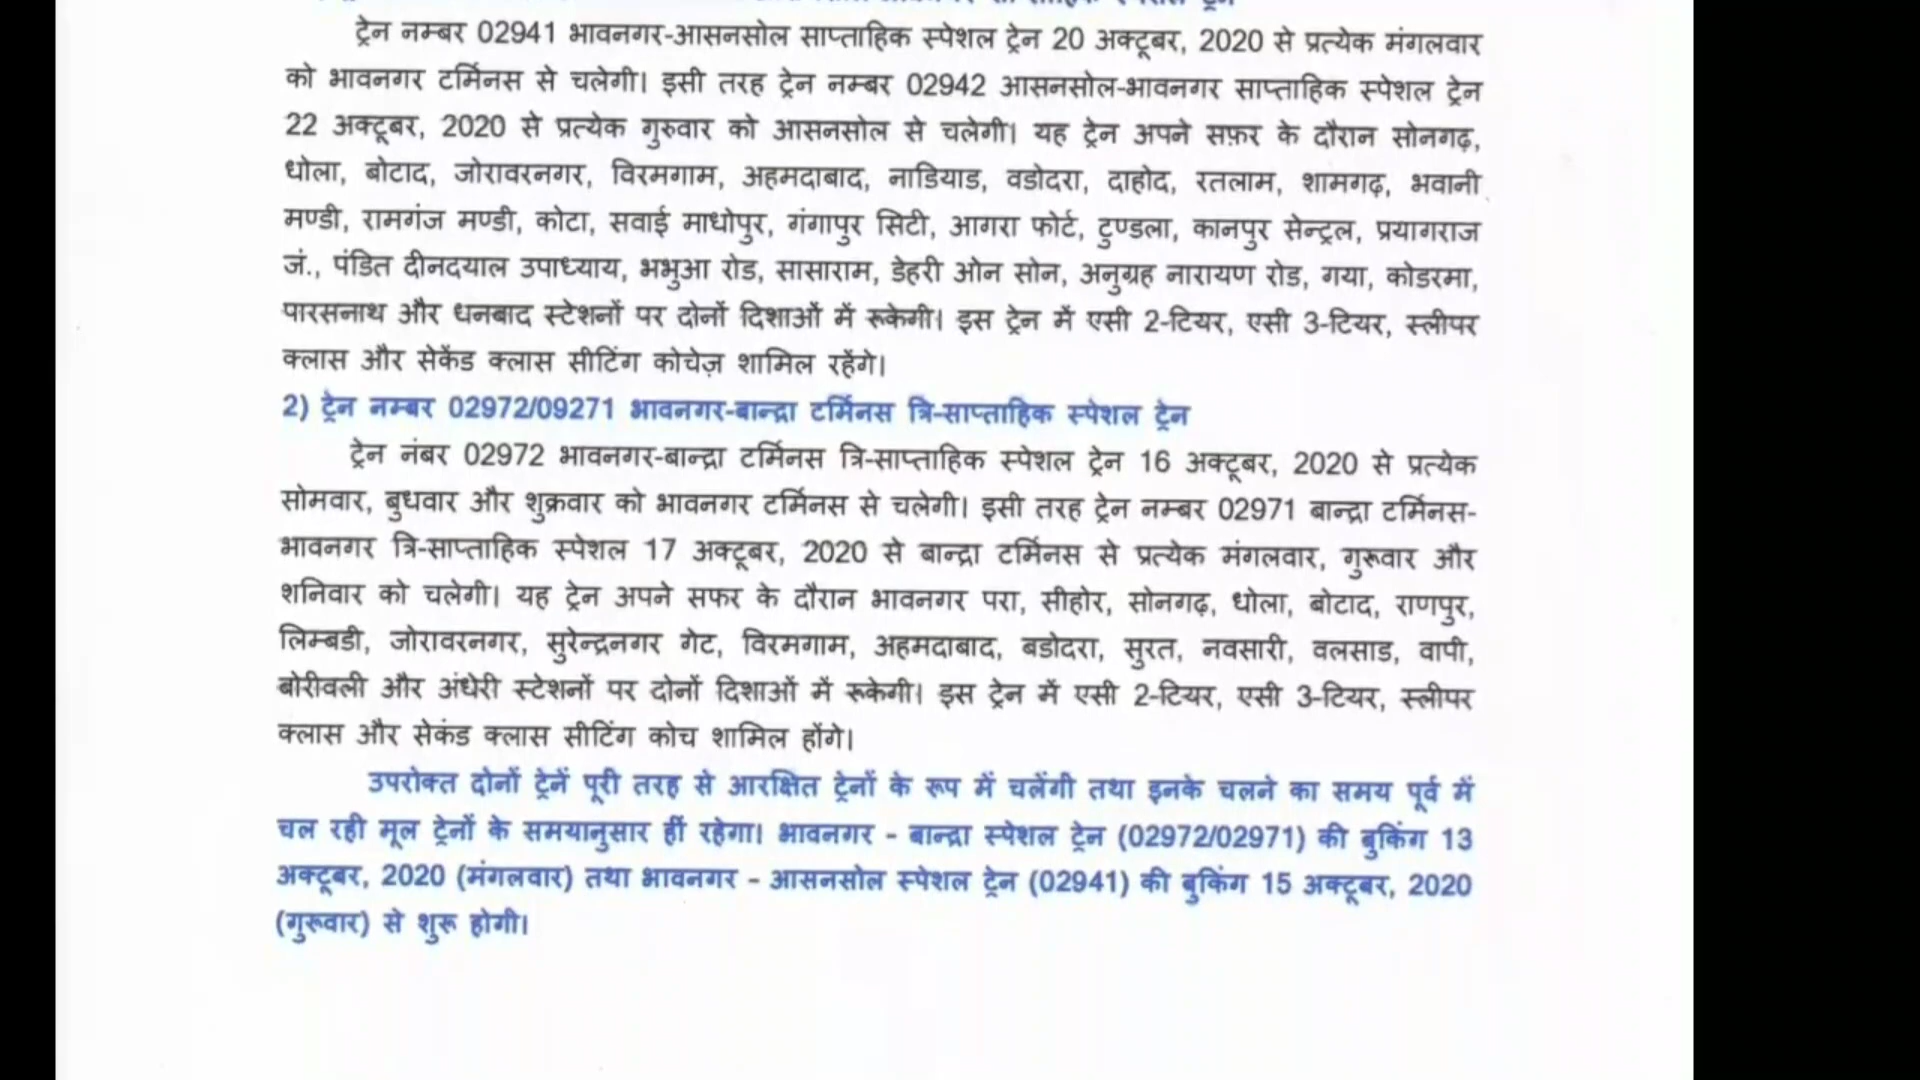 ट्रेन नम्बर 02941 भावनगर-आसनसोल साप्ताहिक स्पेशल ट्रेन 20 अक्टूबर, 2020 से प्रत्येक मंगलवार
को भावनगर टर्मिनस से चलेगी। इसी तरह ट्रेन नम्बर 02942 आसनसोल-भावनगर साप्ताहिक स्पेशल ट्रेन
22 अक्टूबर, 2020 से प्रत्येक गुरुवार को आसनसोल से चलेगी। यह ट्रेन अपने सफ़र के दौरान सोनगढ़,
धोला, बोटाद, जोरावरनगर, विरमगाम, अहमदाबाद, नाडियाड, वडोदरा, दाहोद, रतलाम, शामगढ़, भवानी
मण्डी, रामगंज मण्डी, कोटा, सवाई माधोपुर, गंगापुर सिटी, आगरा फोर्ट, टुण्डला, कानपुर सेन्ट्रल, प्रयागराज
जं., पंडित दीनदयाल उपाध्याय, भभुआ रोड, सासाराम, डेहरी ओन सोन, अनुग्रह नारायण रोड, गया, कोडरमा,
पारसनाथ और धनबाद स्टेशनों पर दोनों दिशाओं में रूकेगी। इस ट्रेन में एसी 2-टियर, एसी 3-टियर, स्लीपर
क्लास और सेकेंड क्लास सीटिंग कोचेज़ शामिल रहेंगे।
2) ट्रेन नम्बर 02972/09271 भावनगर-बान्द्रा टर्मिनस त्रि-साप्ताहिक स्पेशल ट्रेन
ट्रेन नंबर 02972 भावनगर-बान्द्रा टर्मिनस त्रि-साप्ताहिक स्पेशल ट्रेन 16 अक्टूबर, 2020 से प्रत्येक
सोमवार, बुधवार और शुक्रवार को भावनगर टर्मिनस से चलेगी। इसी तरह ट्रेन नम्बर 02971 बान्द्रा टर्मिनस-
भावनगर त्रि-साप्ताहिक स्पेशल 17 अक्टूबर, 2020 से बान्द्रा टर्मिनस से प्रत्येक मंगलवार, गुरूवार और
शनिवार को चलेगी। यह ट्रेन अपने सफर के दौरान भावनगर परा, सीहोर, सोनगढ़, धोला, बोटाद, राणपुर,
लिम्बडी, जोरावरनगर, सुरेन्द्रनगर गेट, विरमगाम, अहमदाबाद, बडोदरा, सुरत, नवसारी, वलसाड, वापी,
बोरीवली और अंधेरी स्टेशनों पर दोनों दिशाओं में रूकेगी। इस ट्रेन में एसी 2-टियर, एसी 3-टियर, स्लीपर
क्लास और सेकंड क्लास सीटिंग कोच शामिल होंगे।
उपरोक्त दोनों ट्रेनें पूरी तरह से आरक्षित ट्रेनों के रूप में चलेंगी तथा इनके चलने का समय पूर्व में
चल रही मूल ट्रेनों के समयानुसार हीं रहेगा। भावनगर - बान्द्रा स्पेशल ट्रेन (02972/02971) की बुकिंग 13
अक्टूबर, 2020 (मंगलवार) तथा भावनगर – आसनसोल स्पेशल ट्रेन (02941) की बुकिंग 15 अक्टूबर, 2020
(गुरूवार) से शुरू होगी।